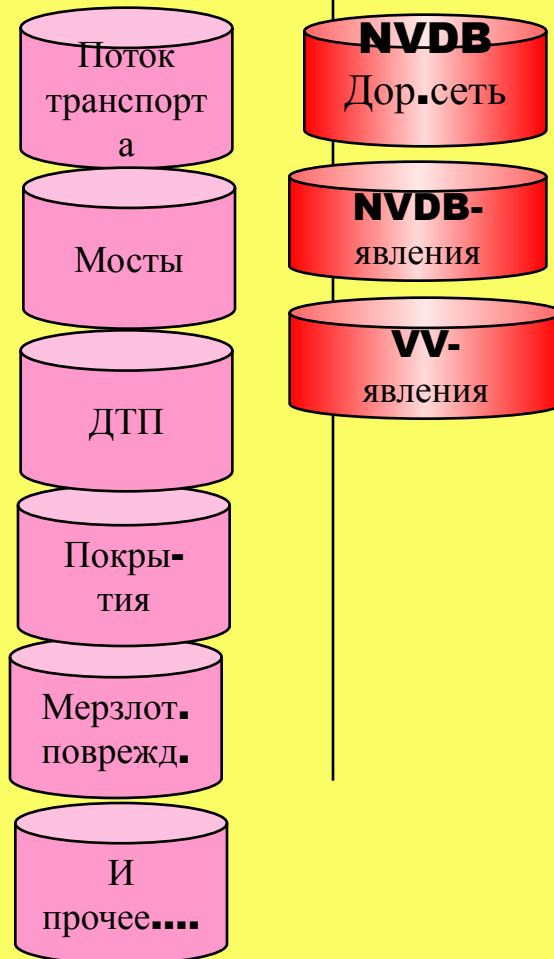 Поток
транспорт
а
Мосты
ДТП
Покры-
тия
Мерзлот.
поврежд.
И
прочее....
NVDB
Дор.сеть
NVDB-
явления
VV-
явления